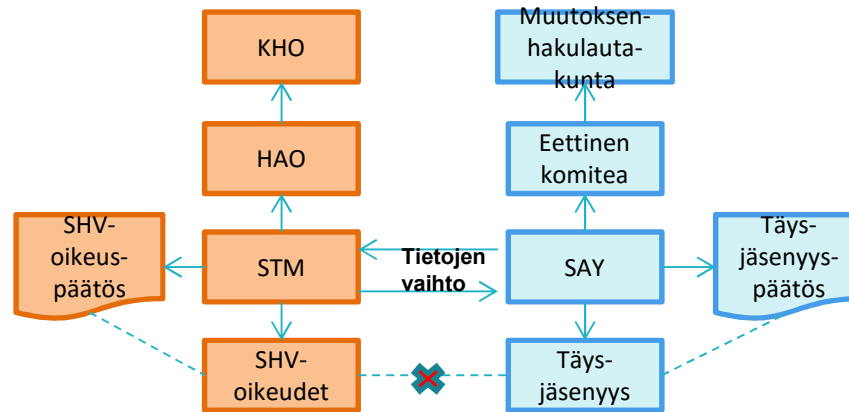 KHO
Muutoksen-
hakulauta-
kunta
HAO
Eettinen
komitea
SHV-
oikeus-
päätös
STM
Tietojen
vaihto
SAY
Täys-
jäsenyys-
päätös
SHV-
oikeudet
Täys-
jäsenyys